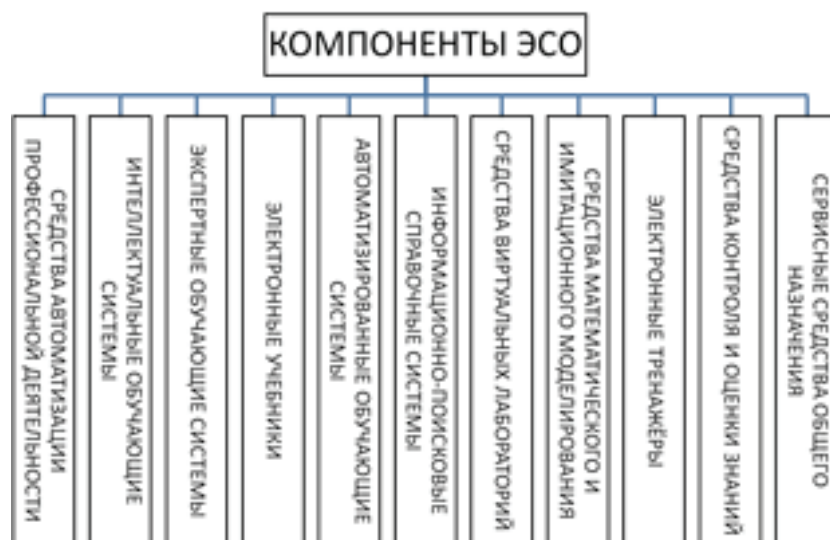 КОМПОНЕНТЫ ЭСО
СРЕДСТВА АВТОМАТИЗАЦИИ
ПРОФЕССИОНАЛЬНОЙ ДЕЯТЕЛЬНОСТИ
ИНТЕЛЛЕКТУАЛЬНЫЕ ОБУЧАЮЩИЕ
СИСТЕМЫ
ЭКСПЕРТНЫЕ ОБУЧАЮЩИЕ СИСТЕМЫ
ЭЛЕКТРОННЫЕ УЧЕБНИКИ
АВТОМАТИЗИРОВАННЫЕ ОБУЧАЮЩИЕ
СИСТЕМЫ
ИНФОРМАЦИОННО-ПОИСКОВЫЕ
СПРАВОЧНЫЕ СИСТЕМЫ
СРЕДСТВА ВИРТУАЛЬНЫХ ЛАБОРАТОРИЙ
СРЕДСТВА МАТЕМАТИЧЕСКОГО И
ИМИТАЦИОННОГО МОДЕЛИРОВАНИЯ
ЭЛЕКТРОННЫЕ ТРЕНАЖЁРЫ
СРЕДСТВА КОНТРОЛЯ И ОЦЕНКИ ЗНАНИЙ
СЕРВИСНЫЕ СРЕДСТВА ОБЩЕГО
НАЗНАЧЕНИЯ